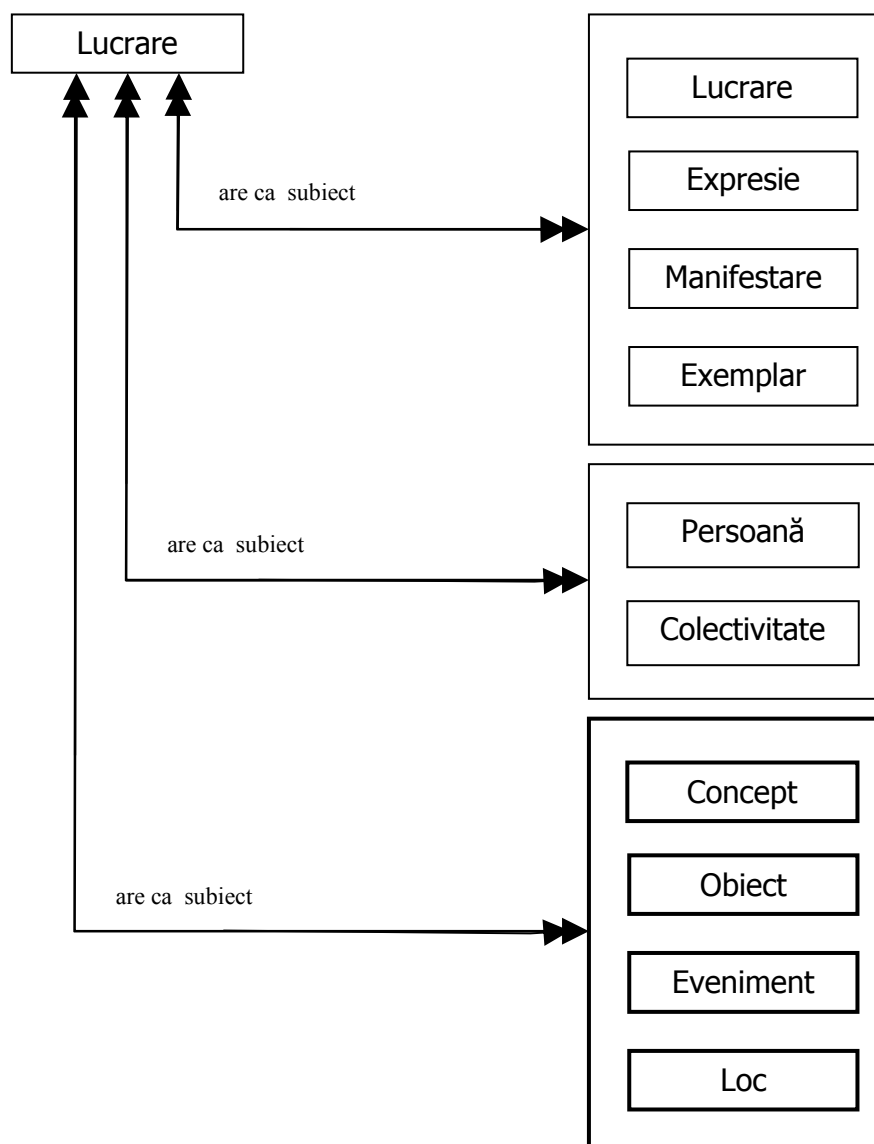 Lucrare
Lucrare
Expresie
are ca subiect
Manifestare
Exemplar
Persoană
are ca subiect
Colectivitate
Concept
Obiect
are ca subiect
Eveniment
Loc